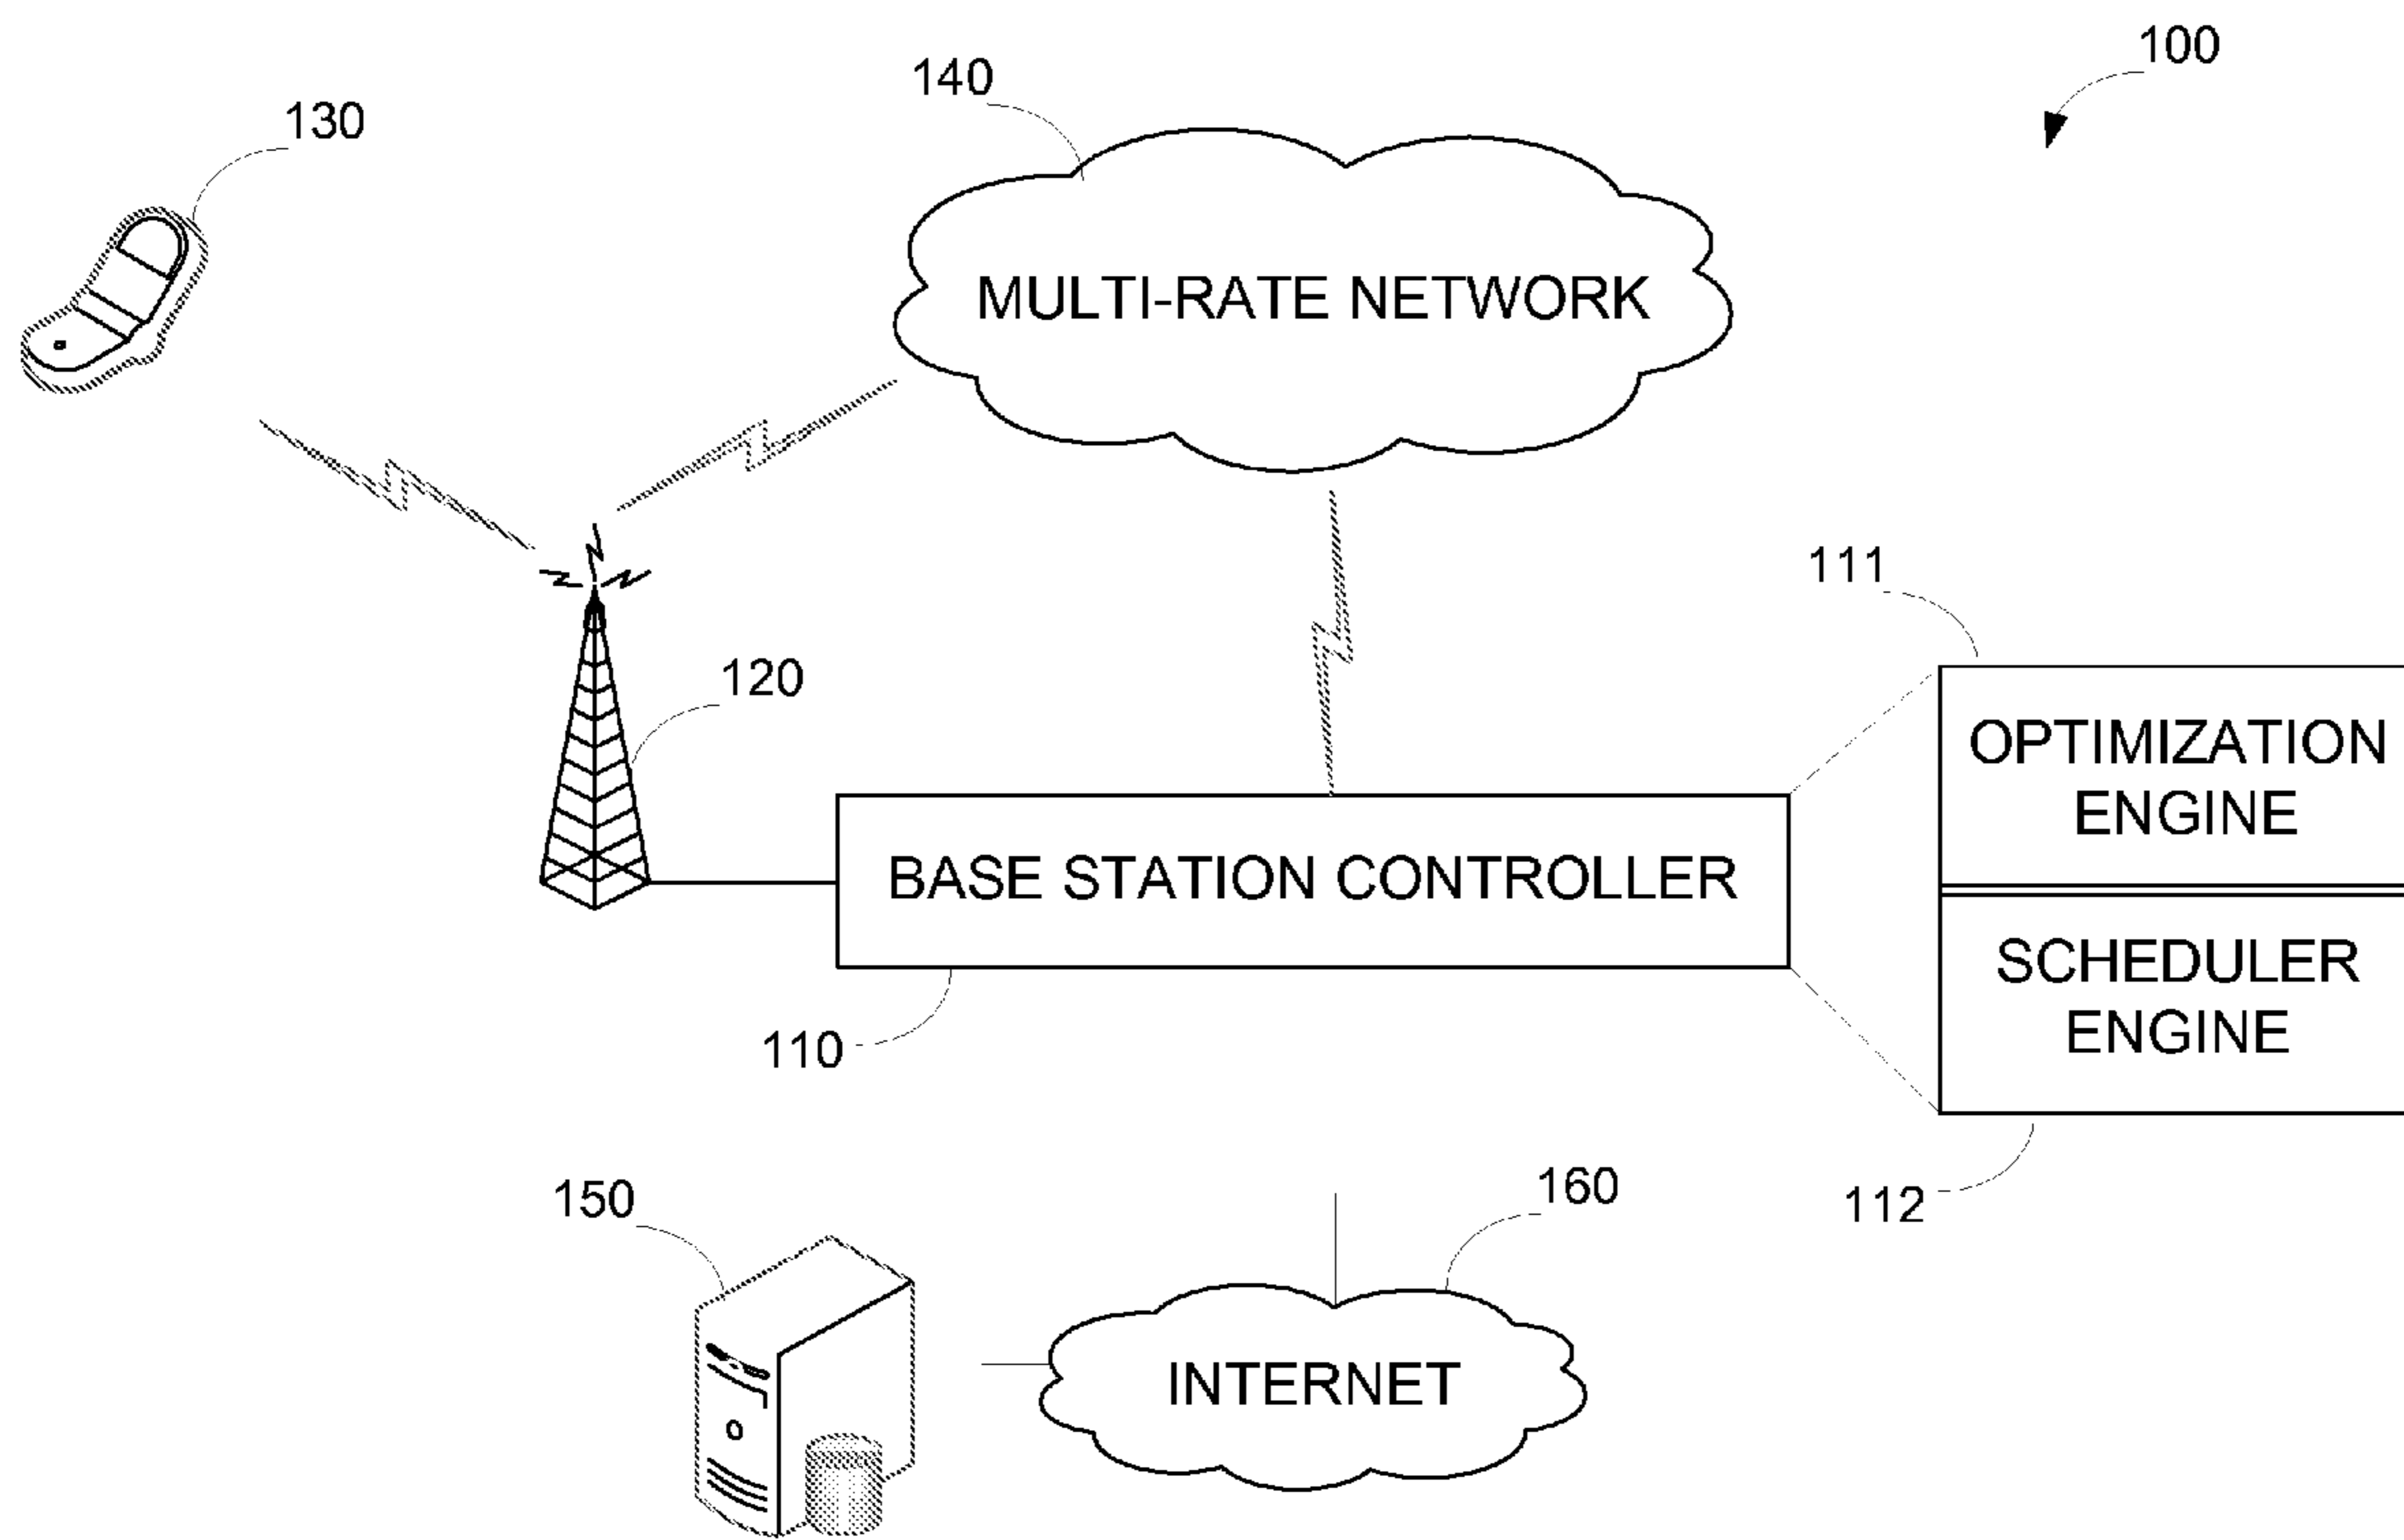 100
140
130
MULTI-RATE NETWORK
111
120
OPTIMIZATION
ENGINE
BASE STATION CONTROLLER
SCHEDULER
ENGINE
110
150
160
112
INTERNET